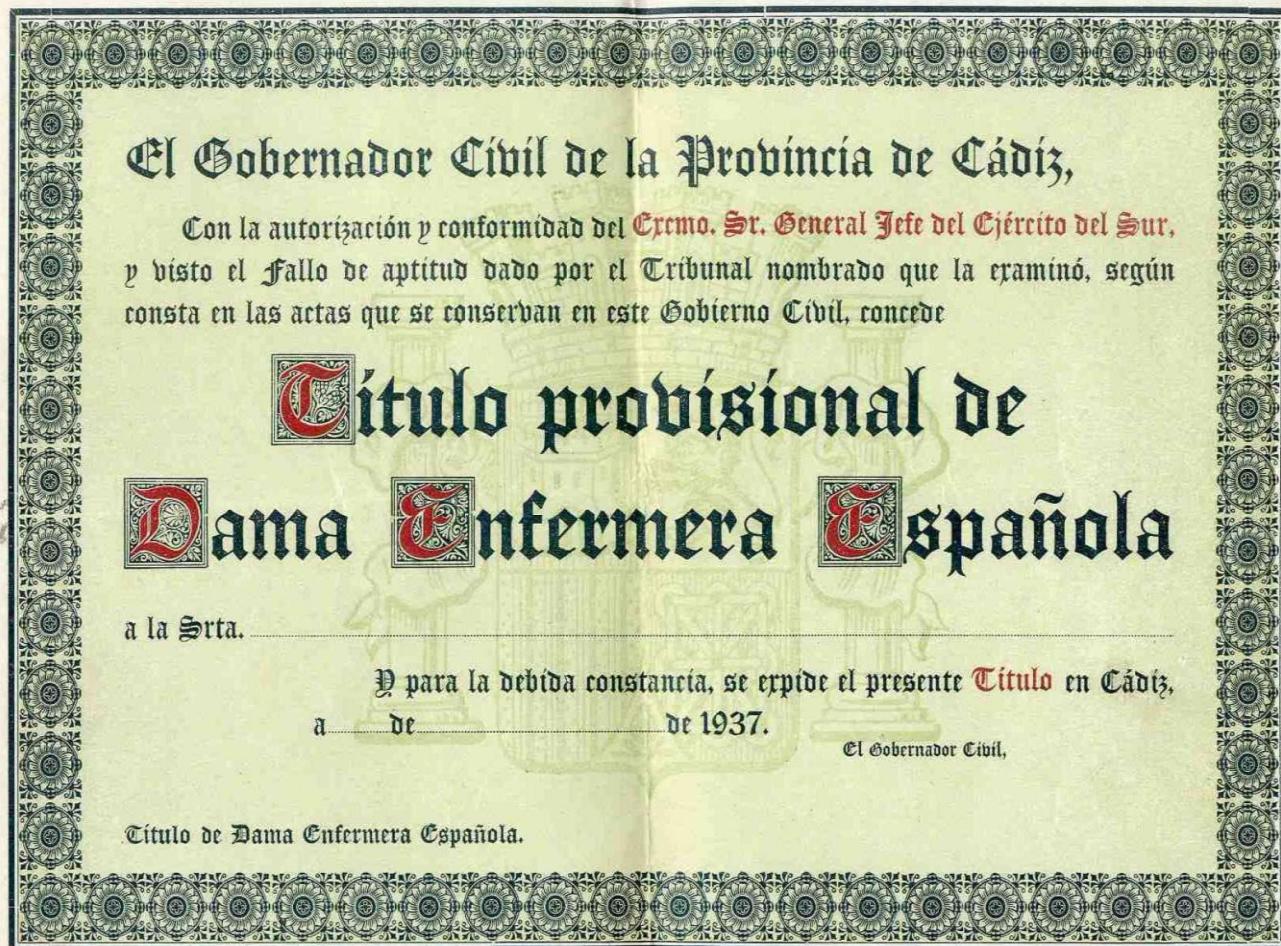 El Gobernador Civil de la Provincia de Cádiz,
Con la autorización y conformidad del Excmo. Sr. General Jefe del Ejército del Sur,
y visto el Fallo de aptitud dado por el Tribunal nombrado que la examinó, según
consta en las actas que se conservan en este Gobierno Civil, concede
Título provisional de
Dama Enfermera Española
a la Srta.
Y para la debida constancia, se expide el presente Título en Cádiz,
a de de 1937.
El Gobernador Civil,
Título de Dama Enfermera Española.